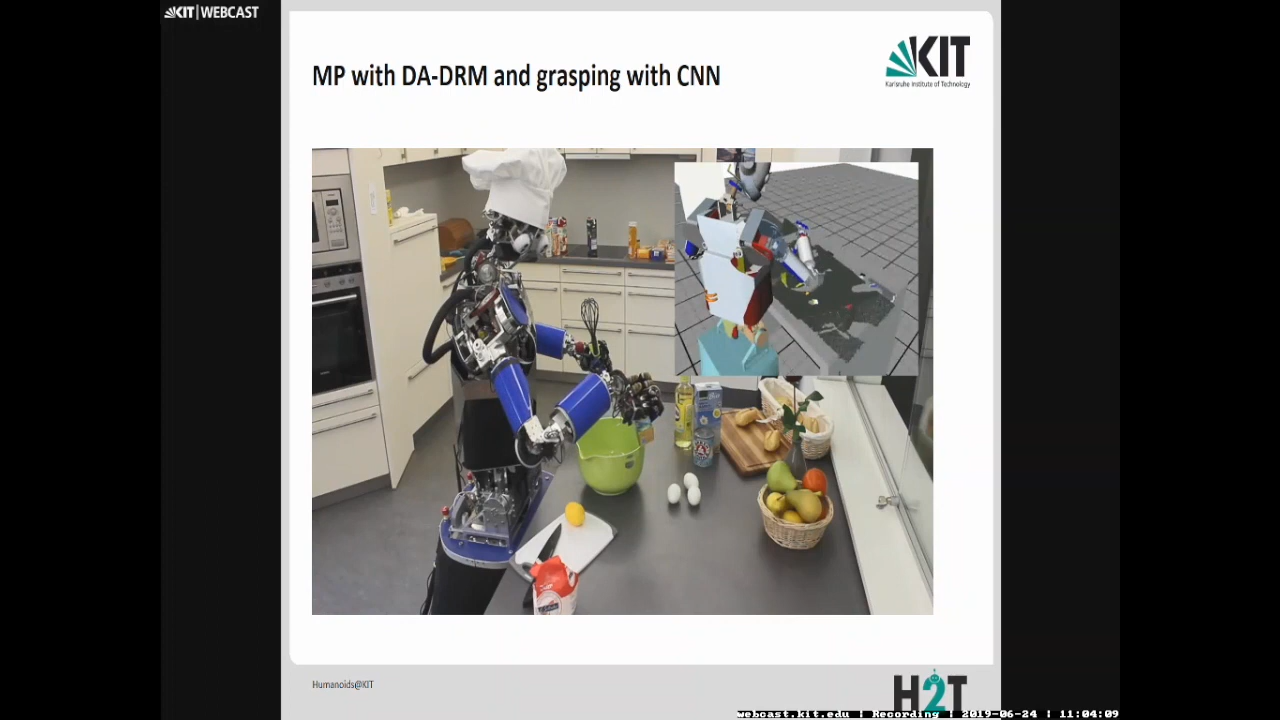 KIT | WEBCAST
MP with DA-DRM and grasping with CNN
KIT
Karlsruhe Institute of Technology
Humanoids@KIT
H2T
webcast.kit.edu | Recording | 2019-06-24 | 11:04:09